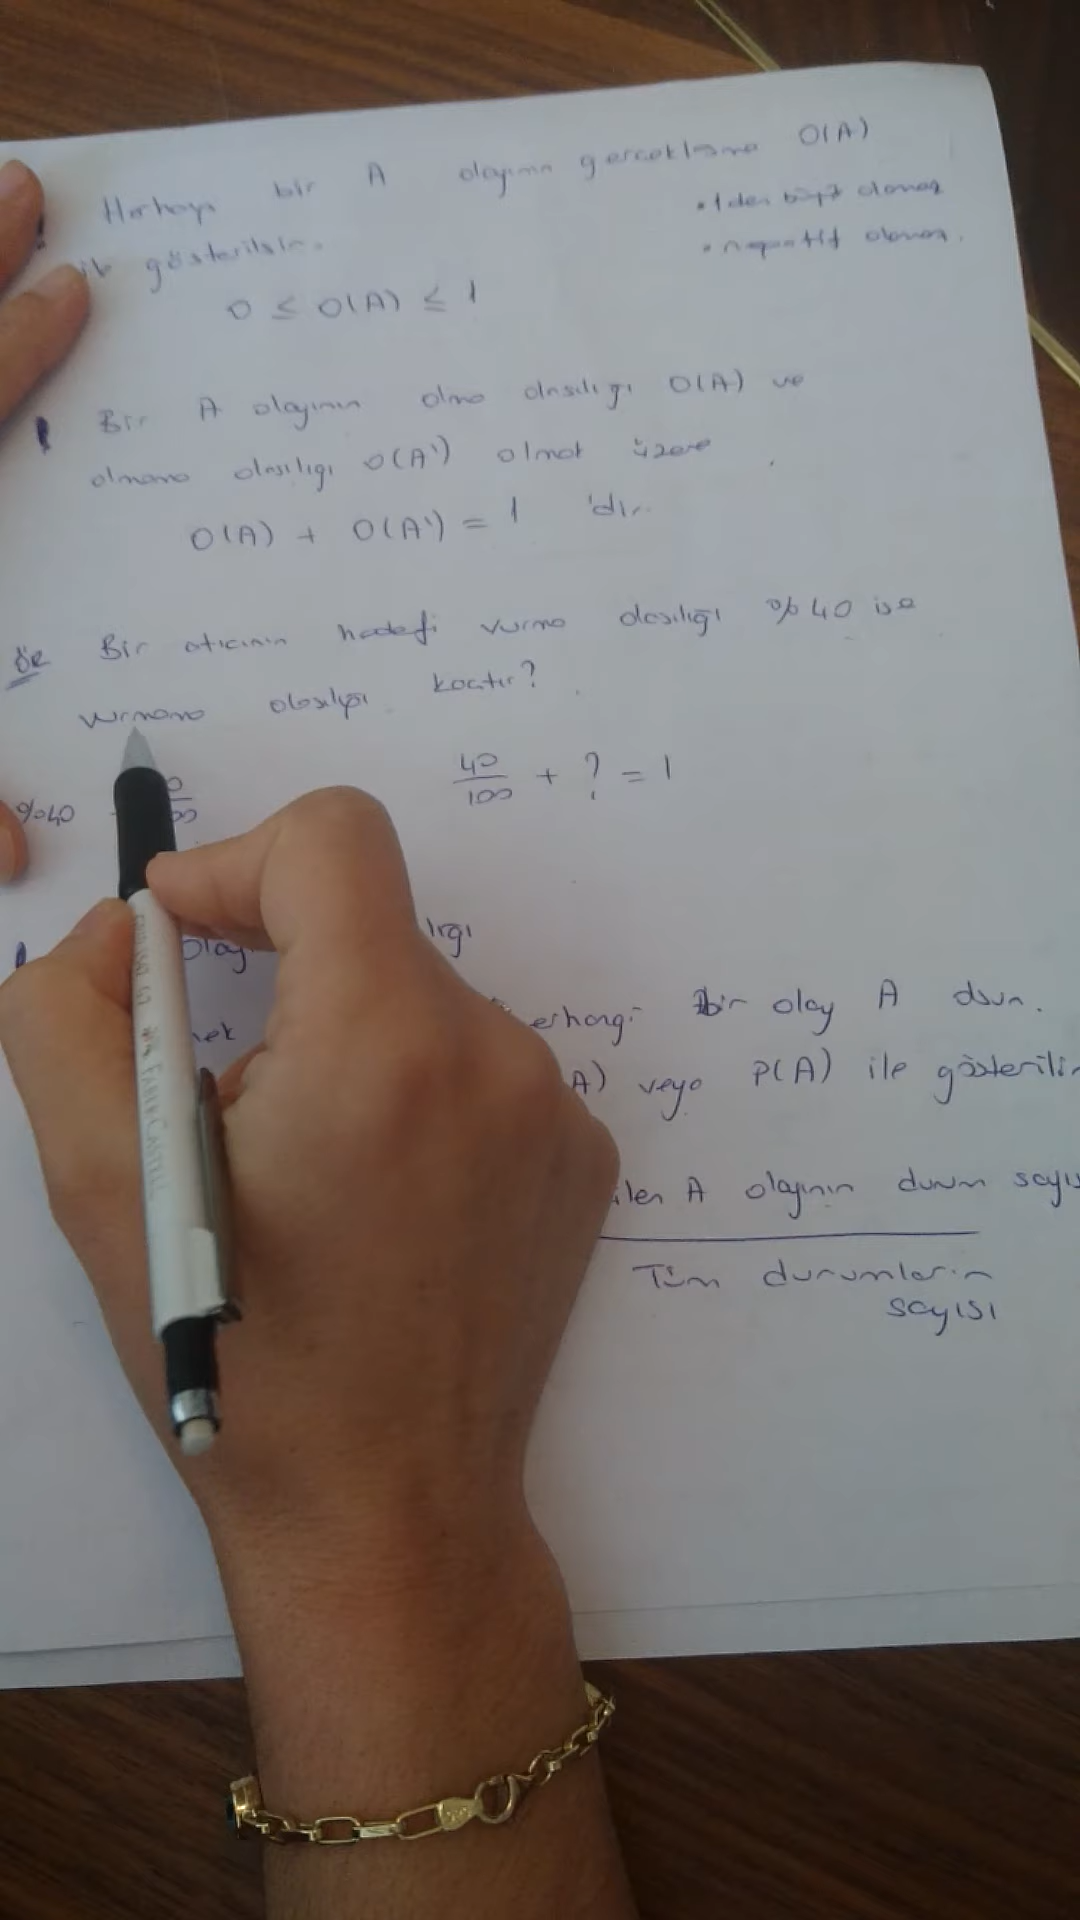 Herhangi bir A olayının gerçekleşme O(A)
• 1 den büyük olamaz
ile gösterilsin.
• negatif olamaz.
0 ≤ O(A) ≤ 1
Bir A olayının olma olasılığı O(A) ve
olmama olasılığı O(A') olmak üzere
O(A) + O(A') = 1 'dir.
Ör Bir atıcının hedefi vurma olasılığı %40 ise
vurmama olasılığı kaçtır?
40/100 + ? = 1
%40
Bir olay A olsun.
A) veya P(A) ile gösterilir
A olayının durum sayısı
Tüm durumların
sayısı
FABER CASTELL